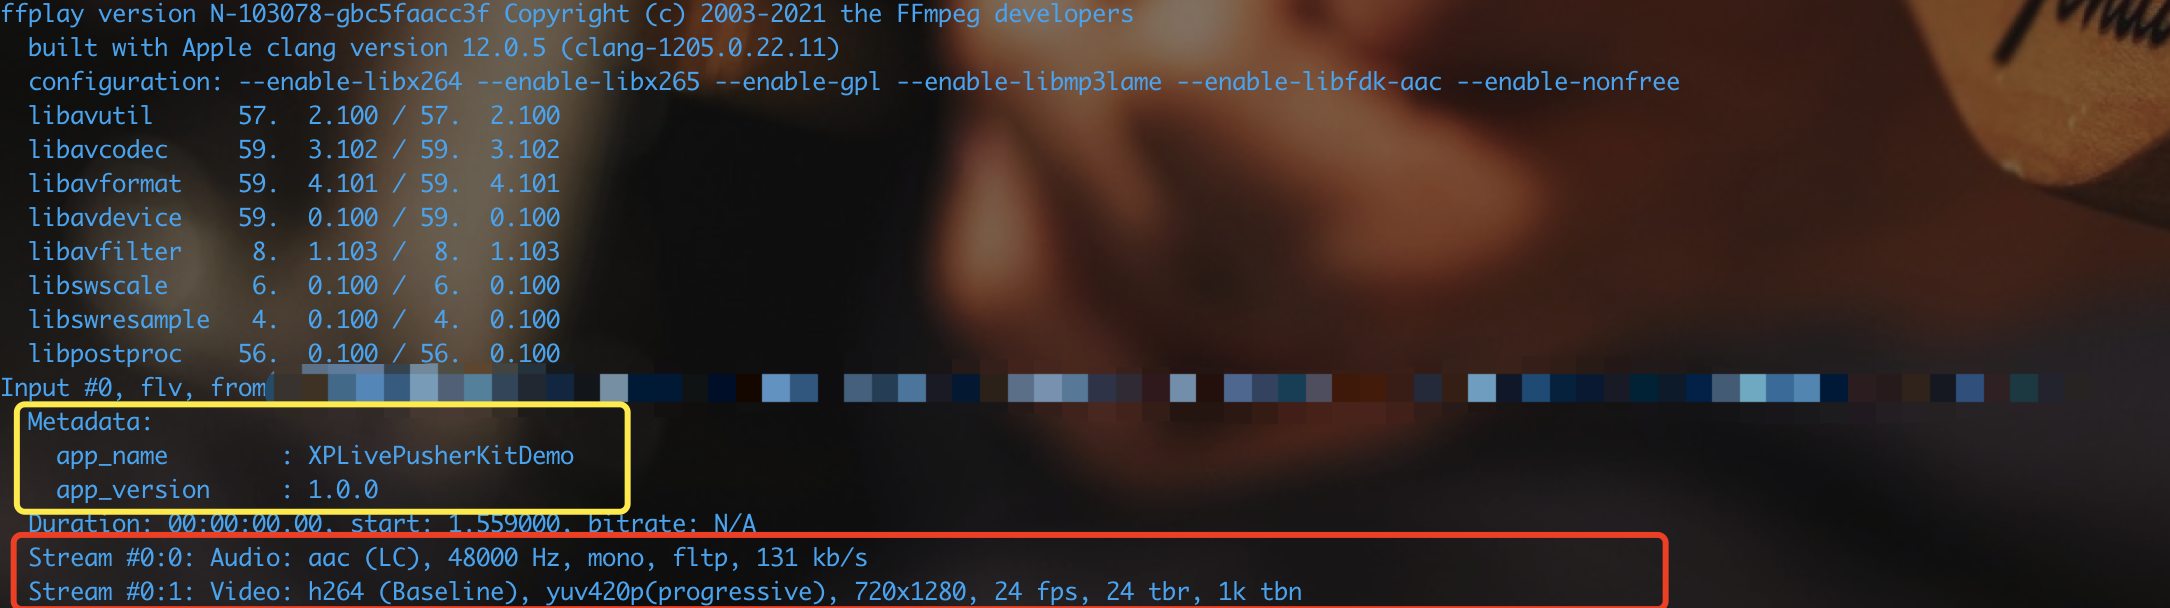 ffplay version N-103078-gbc5faacc3f Copyright (c) 2003-2021 the FFmpeg developers
built with Apple clang version 12.0.5 (clang-1205.0.22.11)
configuration: --enable-libx264 --enable-libx265 --enable-gpl --enable-libmp3lame --enable-libfdk-aac --enable-nonfree
libavutil      57.  2.100 / 57.  2.100
libavcodec     59.  3.102 / 59.  3.102
libavformat    59.  4.101 / 59.  4.101
libavdevice    59.  0.100 / 59.  0.100
libavfilter     8.  1.103 /  8.  1.103
libswscale      6.  0.100 /  6.  0.100
libswresample   4.  0.100 /  4.  0.100
libpostproc    56.  0.100 / 56.  0.100
Input #0, flv, from
Metadata:
app_name        : XPLivePusherKitDemo
app_version     : 1.0.0
Duration: 00:00:00.00, start: 1.559000, bitrate: N/A
Stream #0:0: Audio: aac (LC), 48000 Hz, mono, fltp, 131 kb/s
Stream #0:1: Video: h264 (Baseline), yuv420p(progressive), 720x1280, 24 fps, 24 tbr, 1k tbn